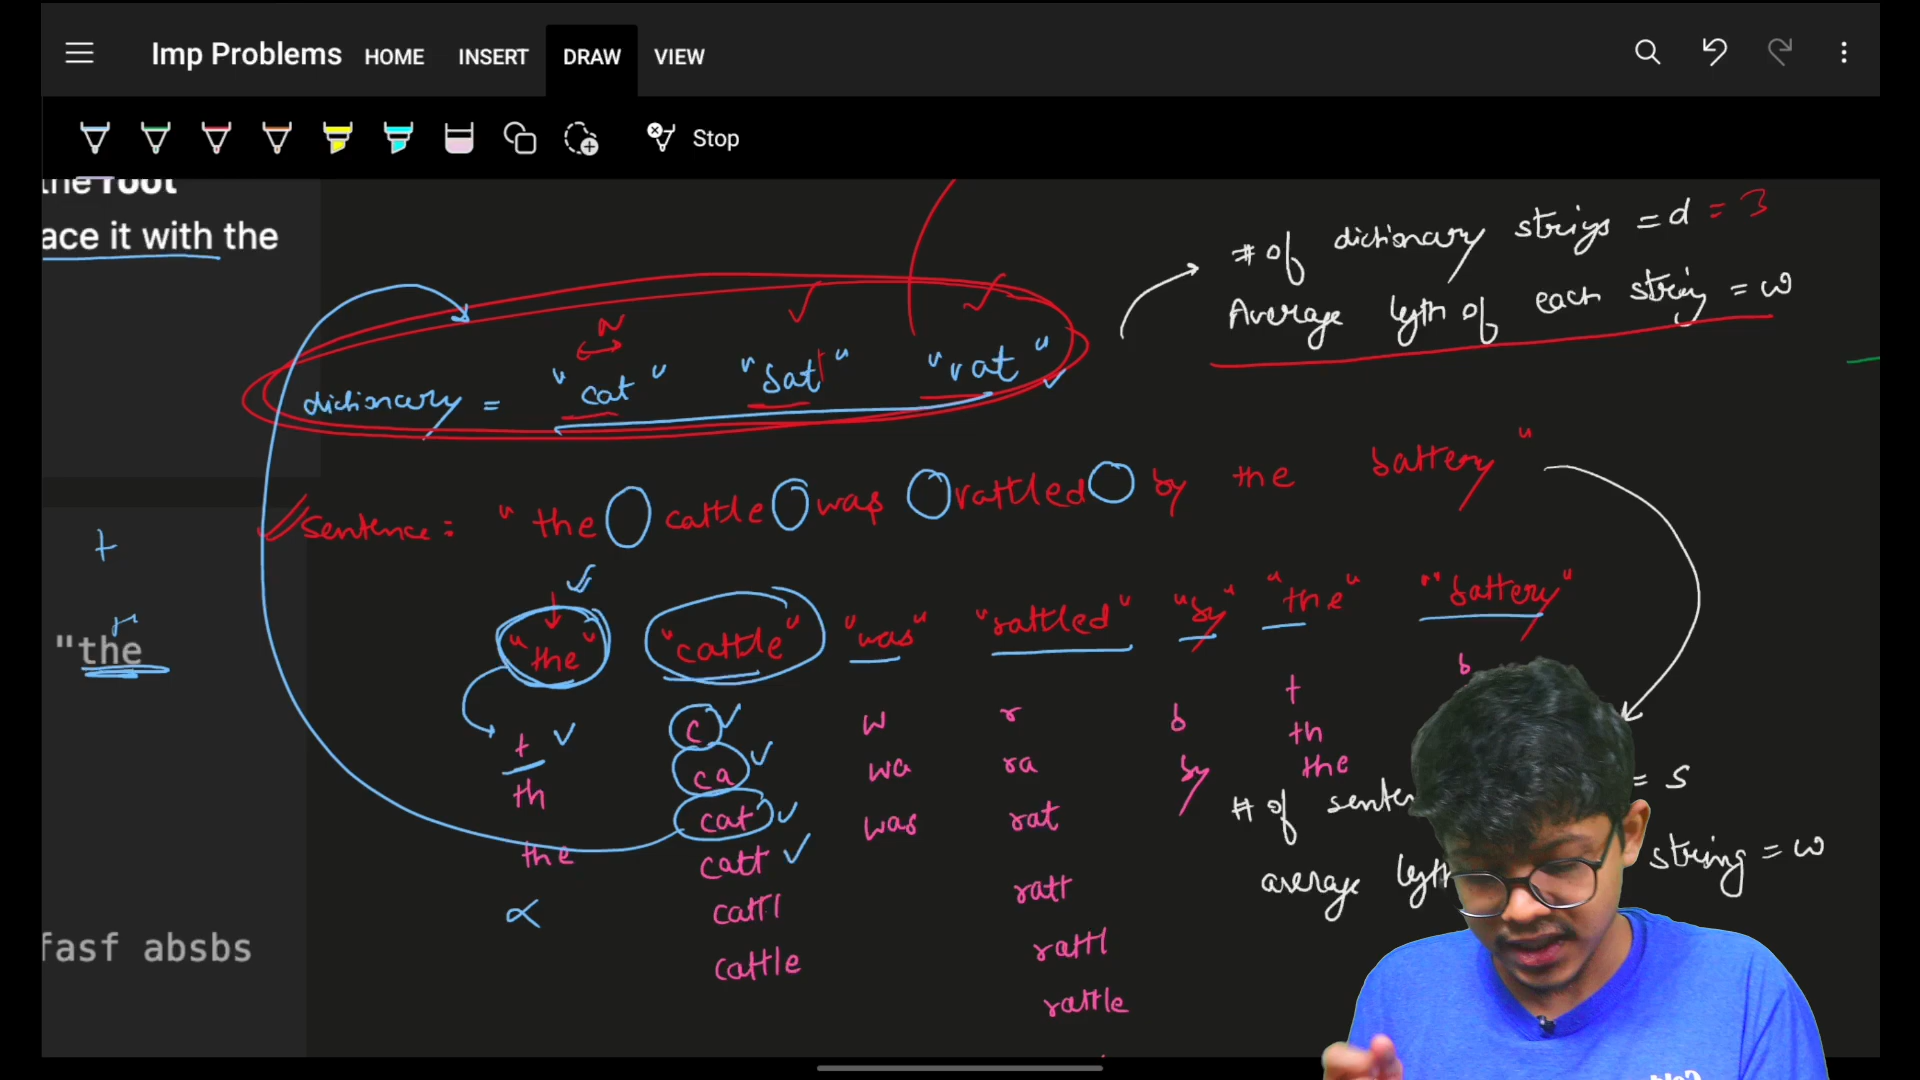 Imp Problems HOME INSERT DRAW VIEW
Stop
the root
ace it with the
# of dictionary strings = d = 3
Average length of each string = w
w
dictionary = "cat" "bat" "rat"
sentence: "the cattle was rattled by the battery"
t
r
"the
"the" "cattle" "was" "rattled" "by" "the" "battery"
t c w r b t b
th ca wa ra by th
the cat was rat the
catt ratt
cattl rattl
cattle rattle
# of = s
average string = w
fasf absbs